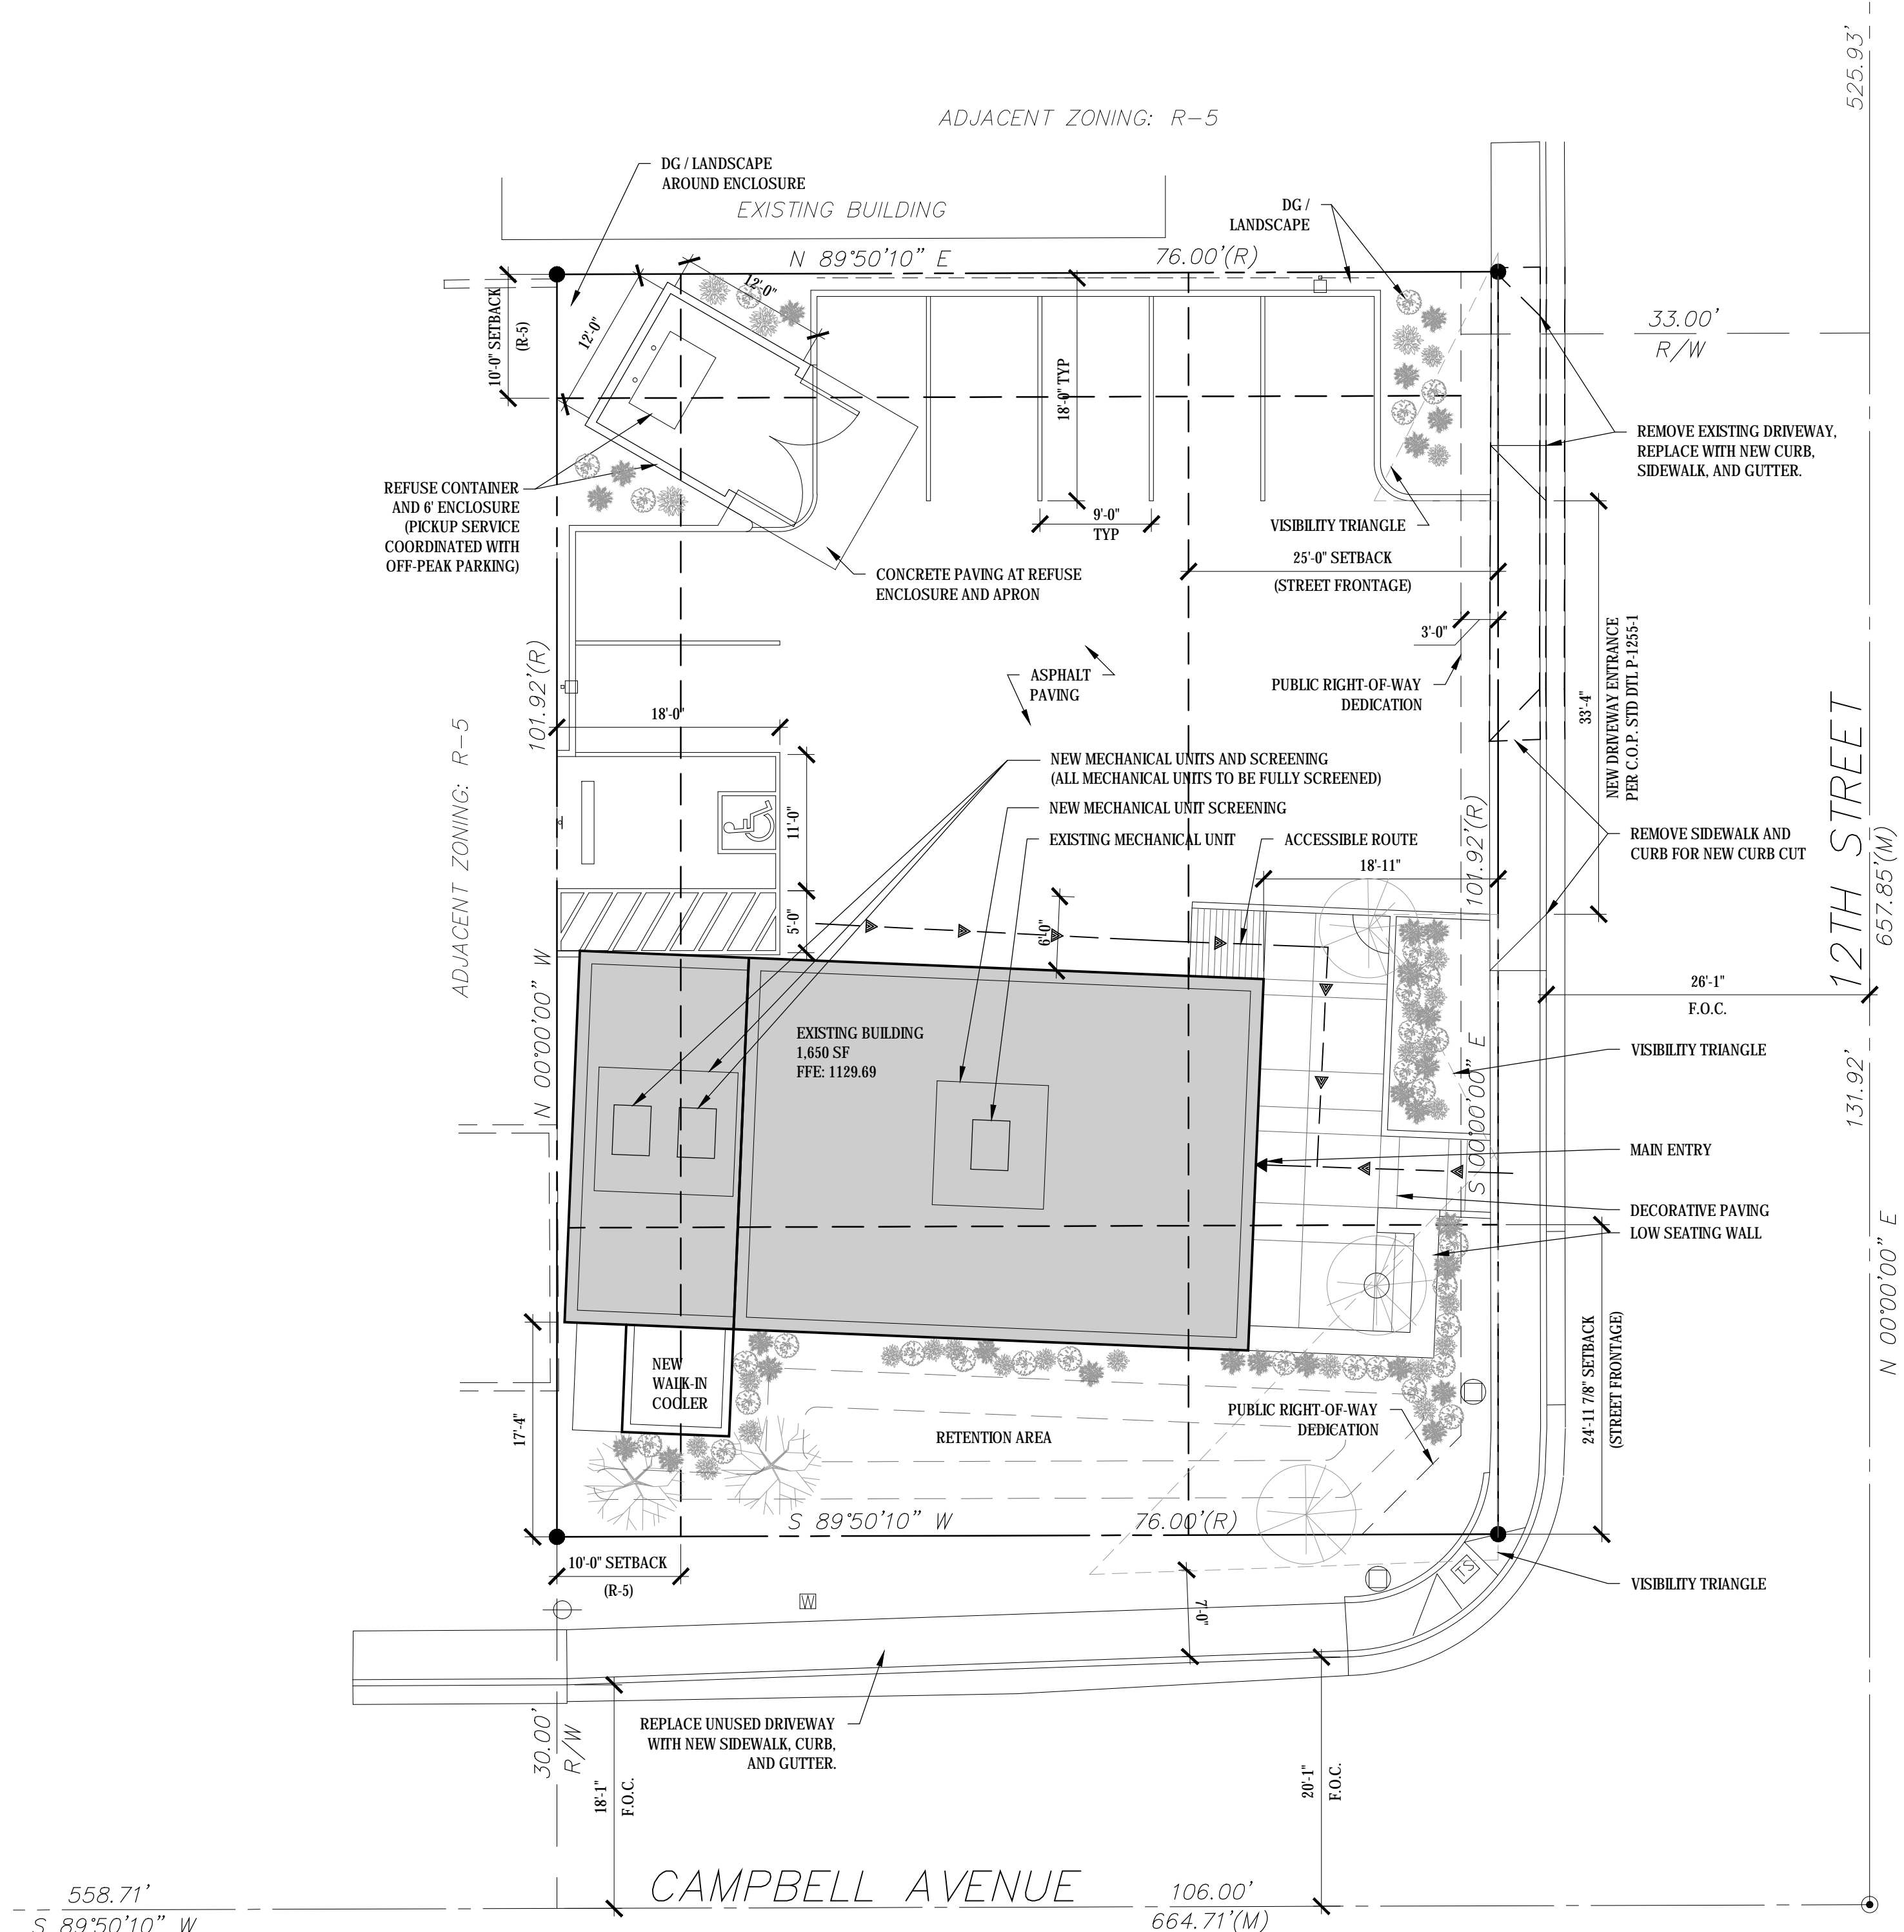 525.93'
ADJACENT ZONING: R-5
DG / LANDSCAPE
AROUND ENCLOSURE
EXISTING BUILDING
DG /
LANDSCAPE
N 89°50'10" E
76.00'(R)
12'-0"
12'-0"
10'-0" SETBACK
(R-5)
33.00'
R/W
18'-0" TYP
REMOVE EXISTING DRIVEWAY,
REPLACE WITH NEW CURB,
SIDEWALK, AND GUTTER.
REFUSE CONTAINER
AND 6' ENCLOSURE
(PICKUP SERVICE
COORDINATED WITH
OFF-PEAK PARKING)
9'-0"
TYP
VISIBILITY TRIANGLE
25'-0" SETBACK
(STREET FRONTAGE)
CONCRETE PAVING AT REFUSE
ENCLOSURE AND APRON
3'-0"
ASPHALT
PAVING
PUBLIC RIGHT-OF-WAY
DEDICATION
33'-4"
NEW DRIVEWAY ENTRANCE
PER C.O.P. STD DTL P-1255-1
101.92'(R)
18'-0"
ADJACENT ZONING: R-5
NEW MECHANICAL UNITS AND SCREENING
(ALL MECHANICAL UNITS TO BE FULLY SCREENED)
NEW MECHANICAL UNIT SCREENING
EXISTING MECHANICAL UNIT
ACCESSIBLE ROUTE
18'-11"
101.92'(R)
REMOVE SIDEWALK AND
CURB FOR NEW CURB CUT
12TH STREET
657.85'(M)
11'-0"
5'-0"
6'-0"
N 00°00'00" W
26'-1"
F.O.C.
EXISTING BUILDING
1,650 SF
FFE: 1129.69
S 00°00'00" E
VISIBILITY TRIANGLE
131.92'
MAIN ENTRY
DECORATIVE PAVING
LOW SEATING WALL
N 00°00'00" E
24'-11 7/8" SETBACK
(STREET FRONTAGE)
NEW
WALK-IN
COOLER
17'-4"
PUBLIC RIGHT-OF-WAY
DEDICATION
RETENTION AREA
S 89°50'10" W
76.00'(R)
10'-0" SETBACK
(R-5)
TS
VISIBILITY TRIANGLE
W
7'-0"
REPLACE UNUSED DRIVEWAY
WITH NEW SIDEWALK, CURB,
AND GUTTER.
30.00'
R/W
18'-1"
F.O.C.
20'-1"
F.O.C.
CAMPBELL AVENUE
558.71'
S 89°50'10" W
106.00'
664.71'(M)